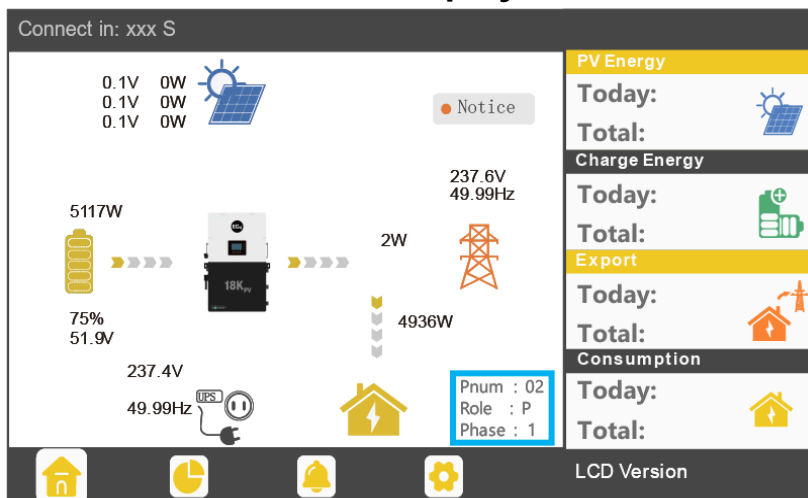 Connect in: xxx S
0.1V 0W
0.1V 0W
0.1V 0W
Notice
237.6V
49.99Hz
5117W
2W
18KPV
75%
51.9V
4936W
237.4V
UPS
49.99Hz
Pnum : 02
Role : P
Phase : 1
PV Energy
Today:
Total:
Charge Energy
Today:
Total:
Export
Today:
Total:
Consumption
Today:
Total:
LCD Version